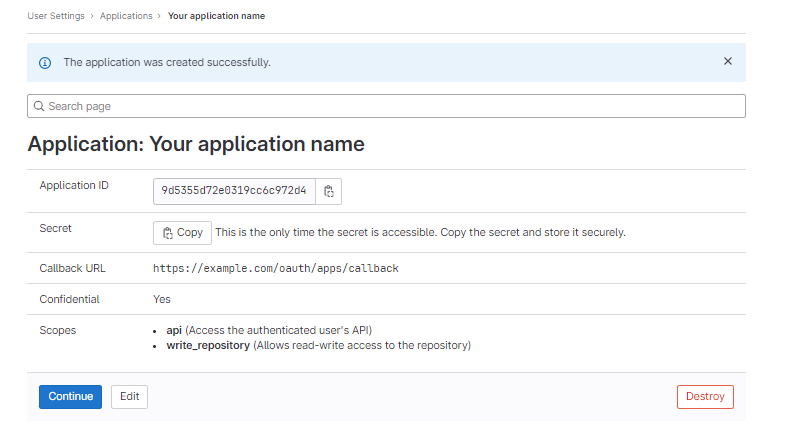 User Settings › Applications › Your application name
The application was created successfully.
Search page
Application: Your application name
Application ID 9d5355d72e0319cc6c972d4
Secret Copy This is the only time the secret is accessible. Copy the secret and store it securely.
Callback URL https://example.com/oauth/apps/callback
Confidential Yes
Scopes • api (Access the authenticated user's API)
• write_repository (Allows read-write access to the repository)
Continue Edit Destroy